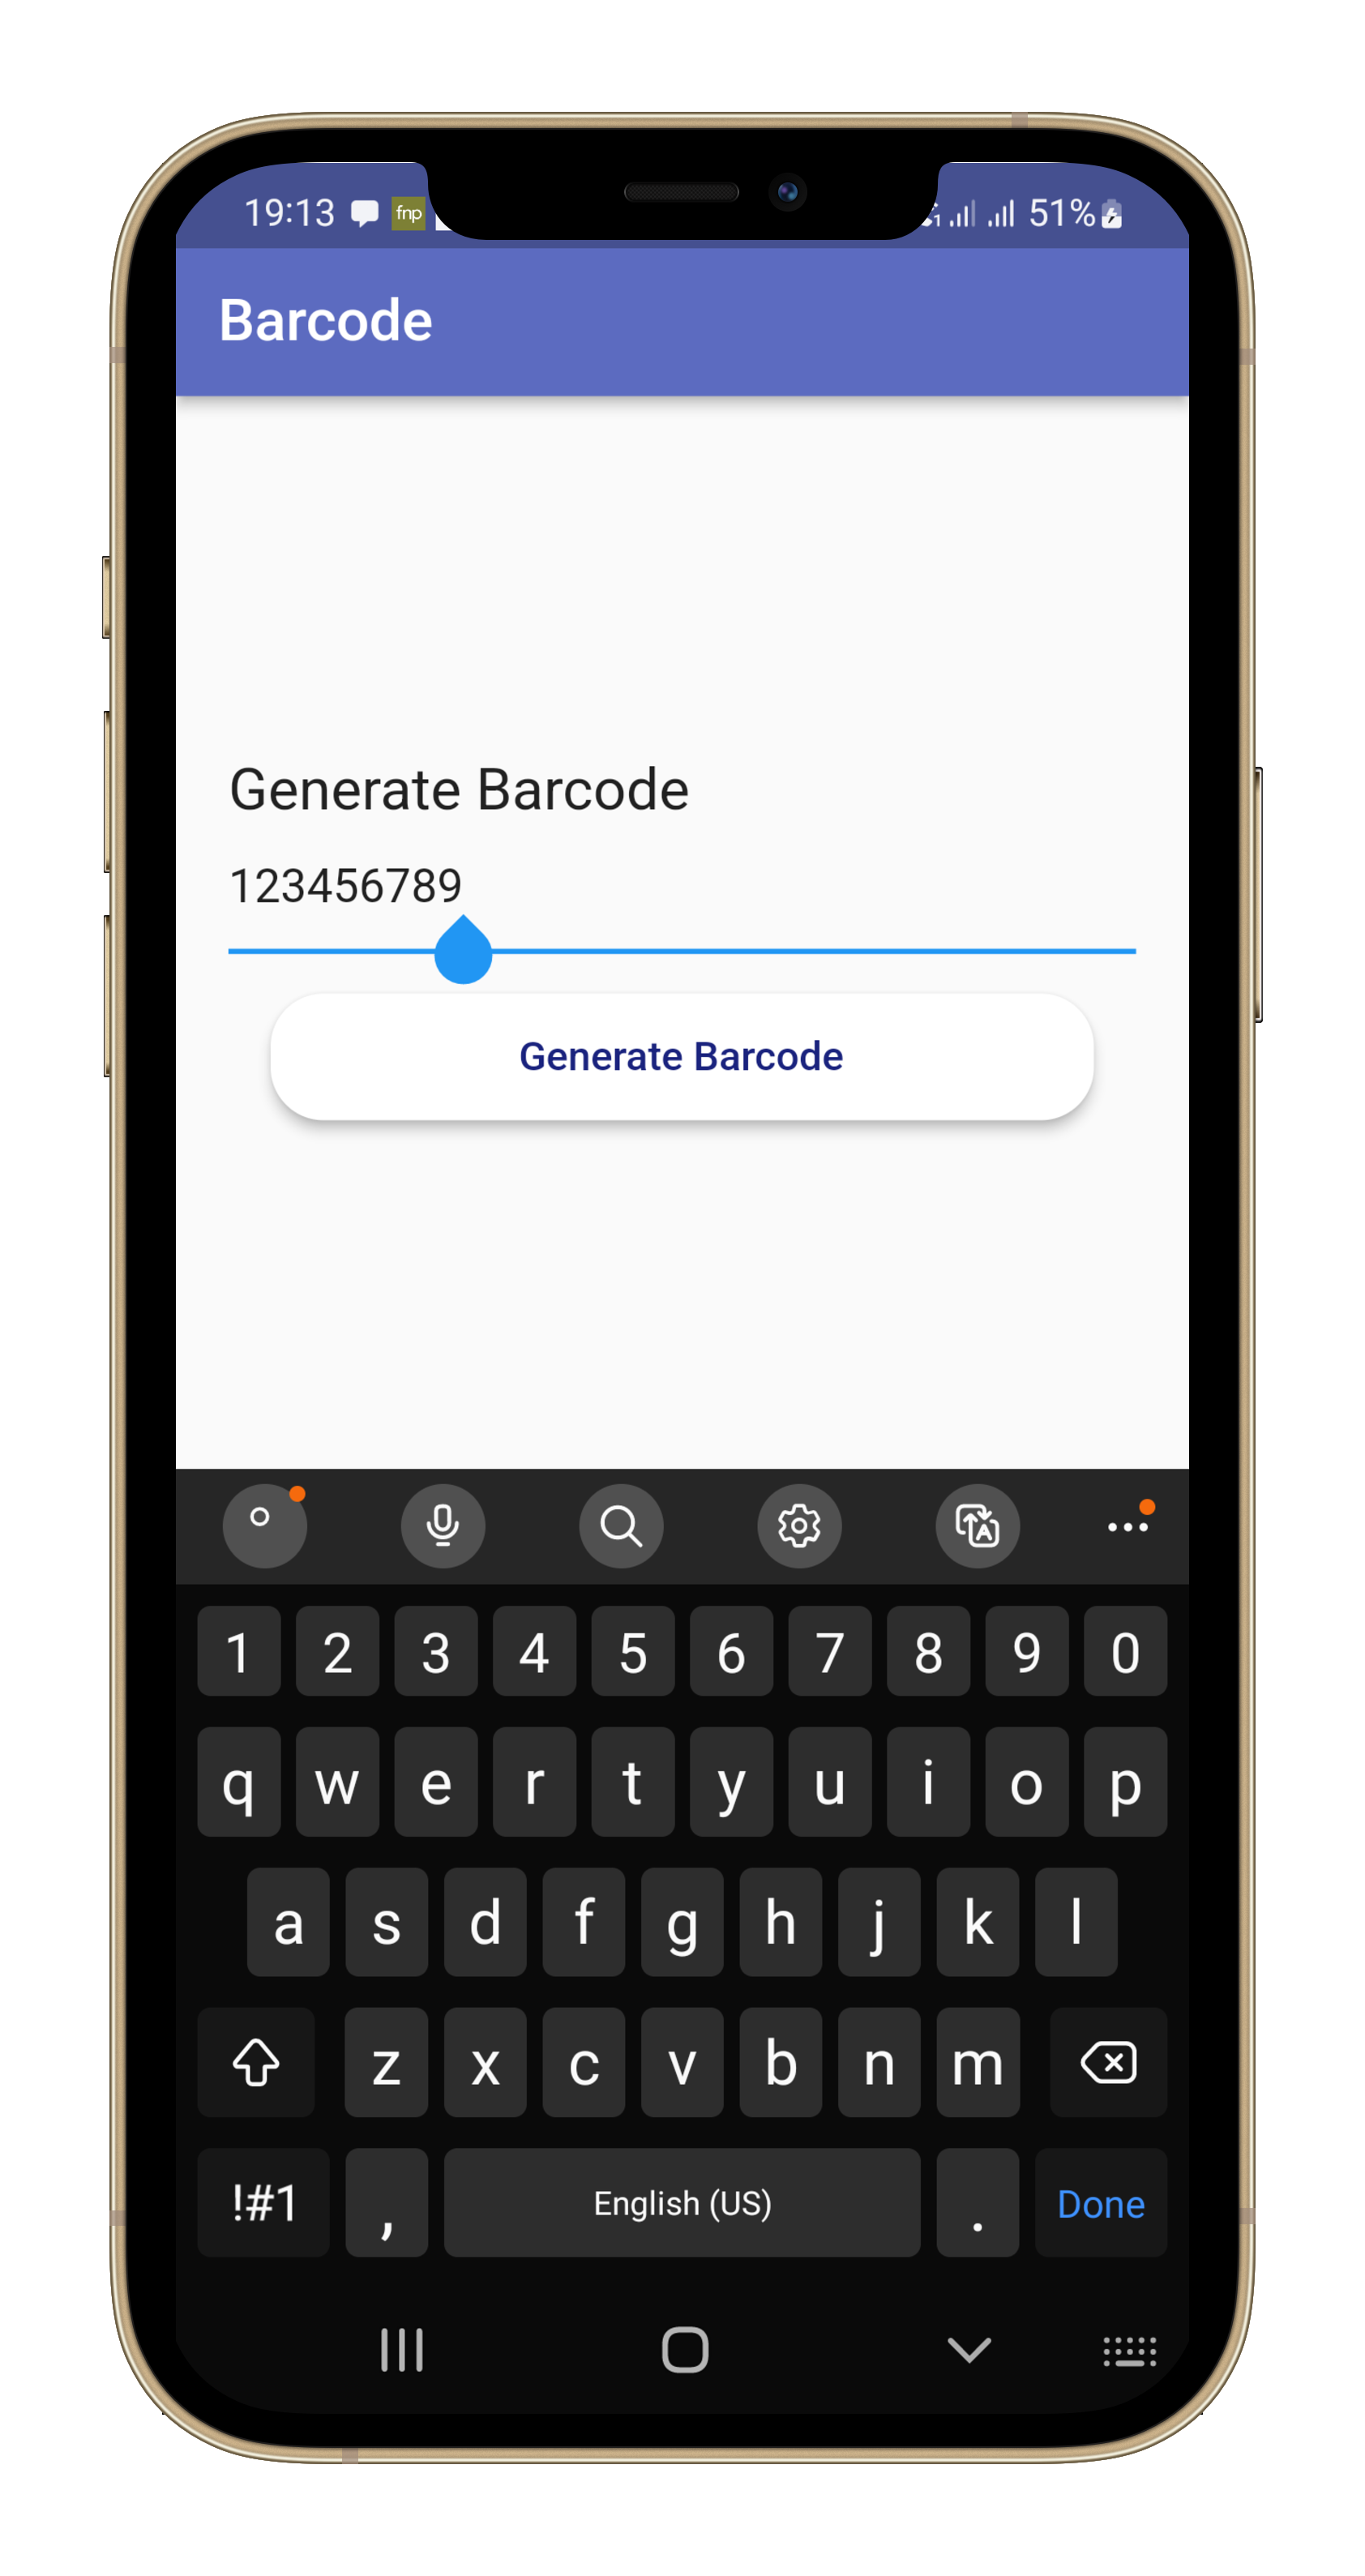 19:13 fnp 51%
Barcode
Generate Barcode
123456789
Generate Barcode
1 2 3 4 5 6 7 8 9 0
q w e r t y u i o p
a s d f g h j k l
z x c v b n m
!#1 , English (US) . Done